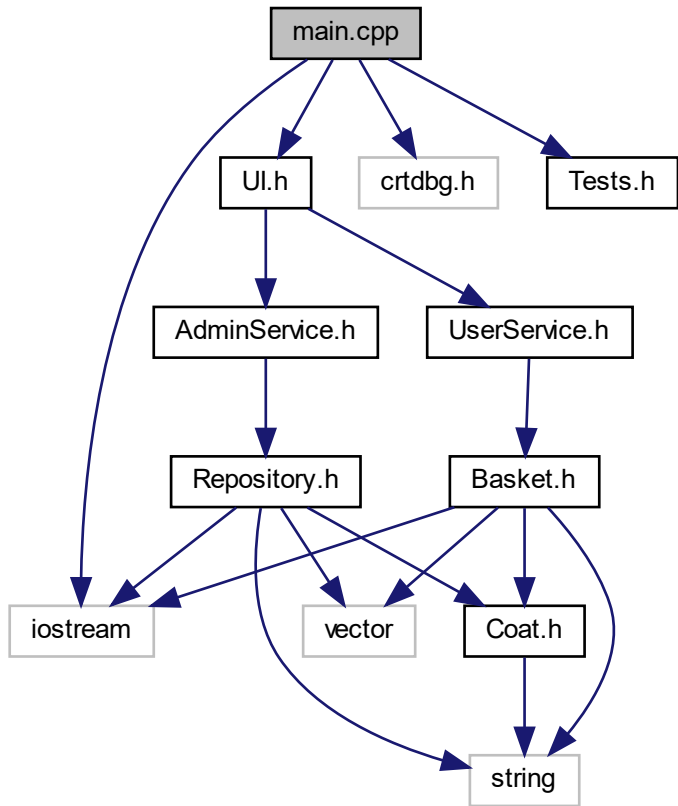 main.cpp
UI.h
crtdbg.h
Tests.h
AdminService.h
UserService.h
Repository.h
Basket.h
iostream
vector
Coat.h
string